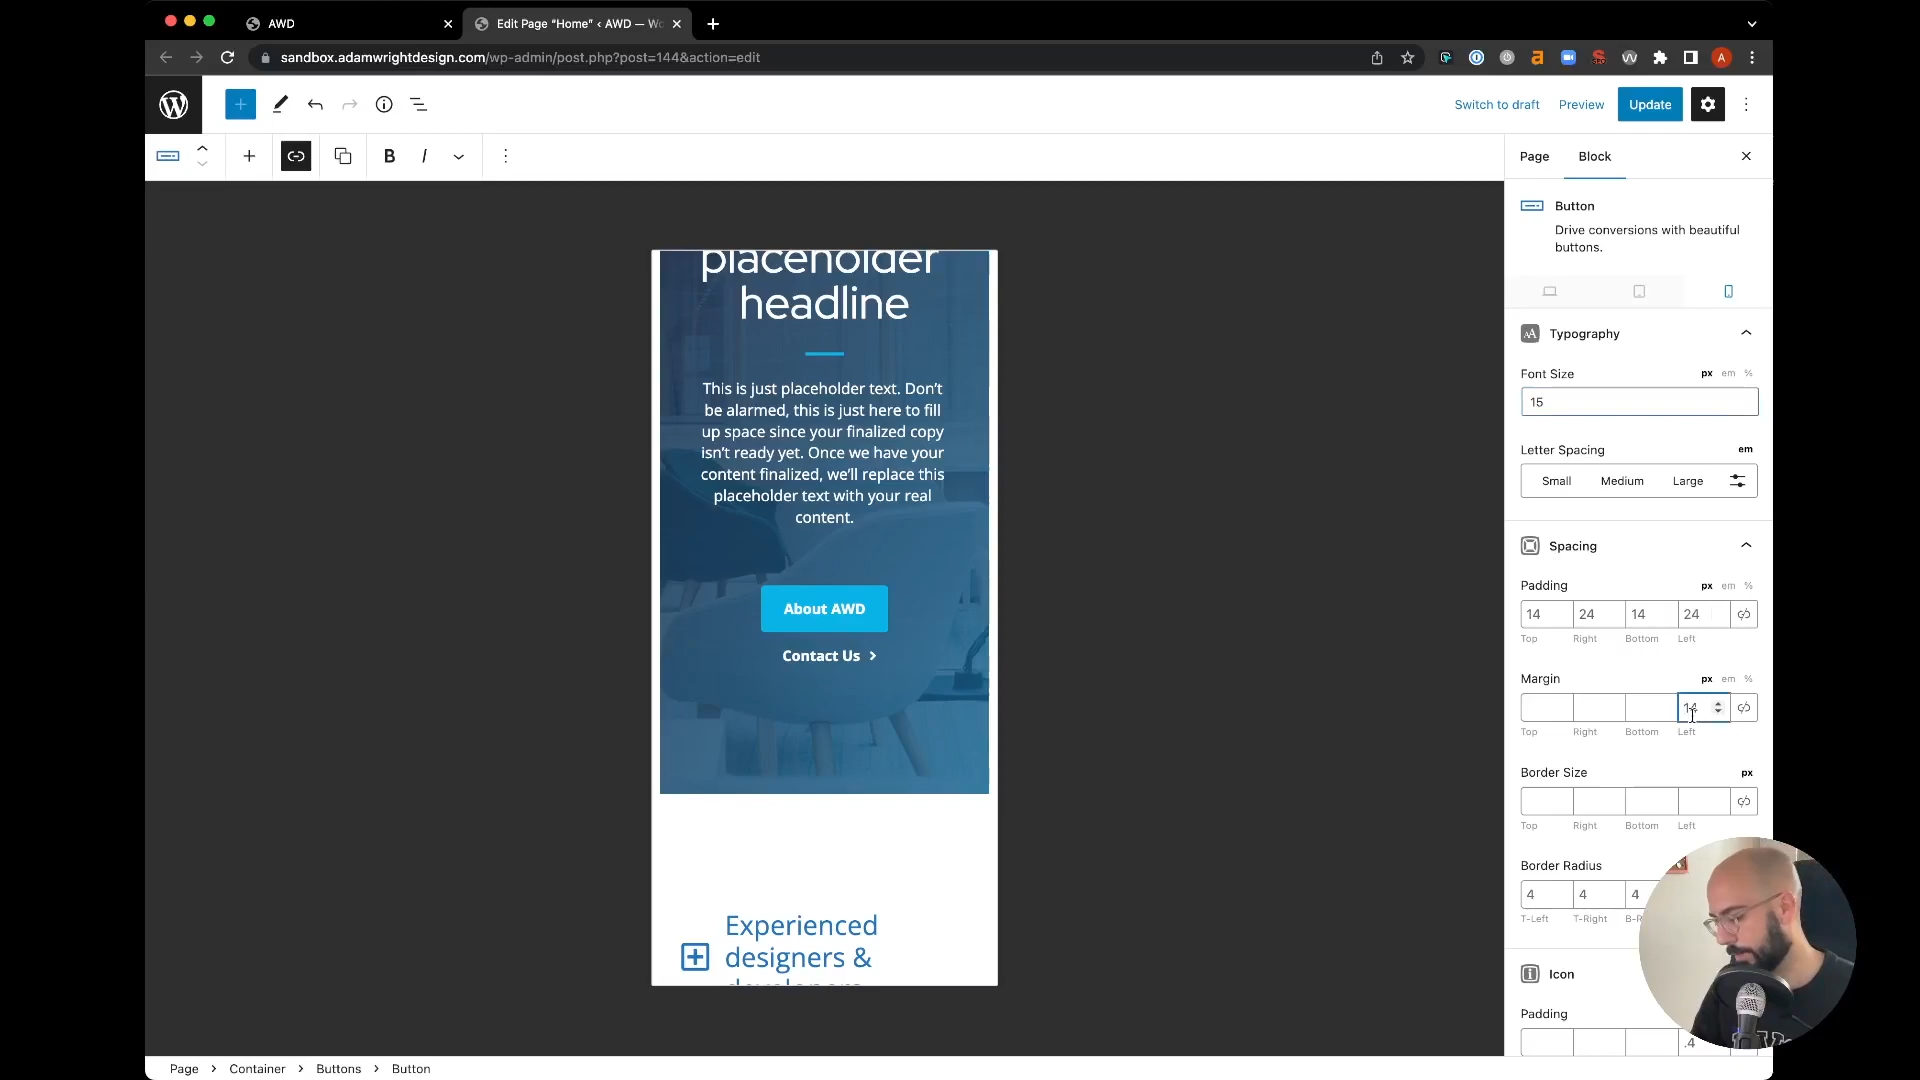 AWD
Edit Page "Home" ‹ AWD — Wo
sandbox.adamwrightdesign.com/wp-admin/post.php?post=144&action=edit
A
Switch to draft
Preview
Update
B
I
Page
Block
Button
Drive conversions with beautiful
buttons.
Typography
Font Size
px em %
15
Letter Spacing
em
Small Medium Large
Spacing
Padding
px em %
14 24 14 24
Top Right Bottom Left
Margin
px em %
14
Top Right Bottom Left
Border Size
px
Top Right Bottom Left
Border Radius
4 4 4
T-Left T-Right
Icon
Padding
.4
placeholder
headline
This is just placeholder text. Don't
be alarmed, this is just here to fill
up space since your finalized copy
isn't ready yet. Once we have your
content finalized, we'll replace this
placeholder text with your real
content.
About AWD
Contact Us >
Experienced
designers &
Page > Container > Buttons > Button